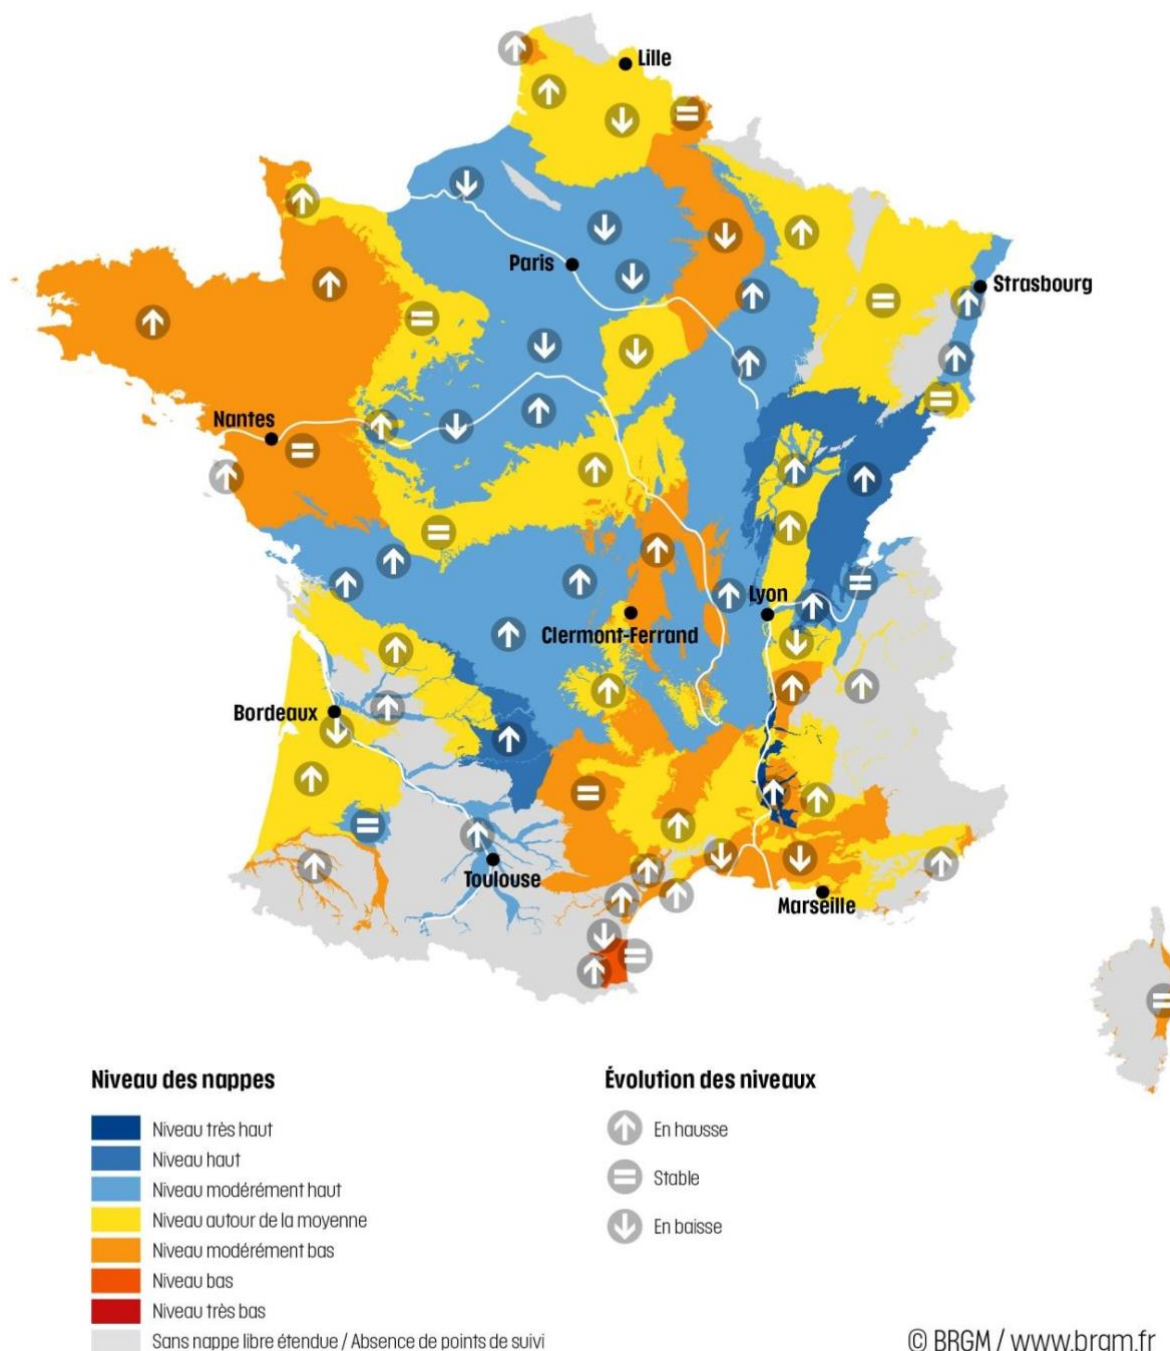 Lille
Paris
Strasbourg
Nantes
Lyon
Clermont-Ferrand
Bordeaux
Toulouse
Marseille
Niveau des nappes
Niveau très haut
Niveau haut
Niveau modérément haut
Niveau autour de la moyenne
Niveau modérément bas
Niveau bas
Niveau très bas
Sans nappe libre étendue / Absence de points de suivi
Évolution des niveaux
En hausse
Stable
En baisse
© BRGM / www.brgm.fr